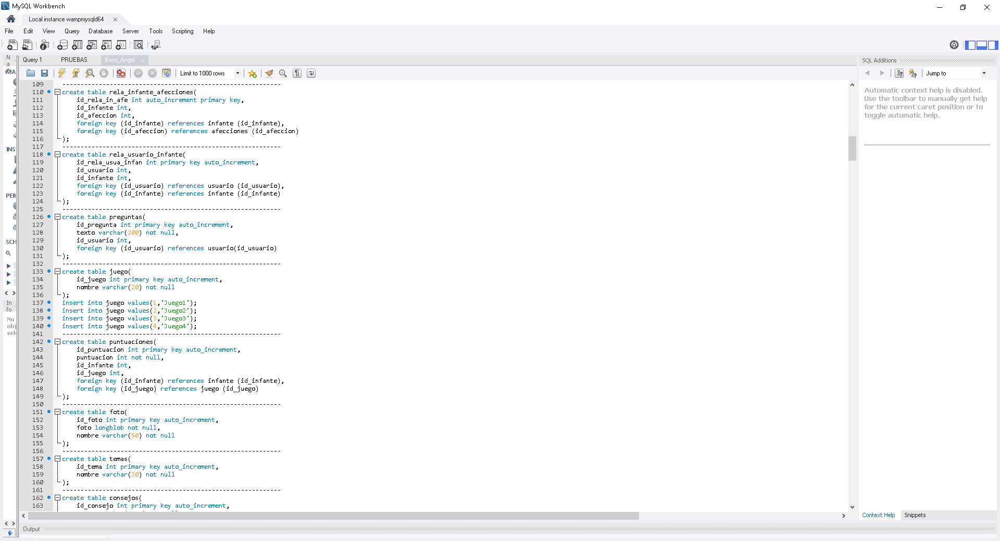 MySQL Workbench
Local instance wampmysqld64
File Edit View Query Database Server Tools Scripting Help
Query 1 PRUEBAS Base_Angel
Limit to 1000 rows
109 ------------------------------------------------------------
110 create table rela_infante_afecciones(
111 id_rela_in_afe int auto_increment primary key,
112 id_infante int,
113 id_afeccion int,
114 foreign key (id_infante) references infante (id_infante),
115 foreign key (id_afeccion) references afecciones (id_afeccion)
116 );
117 ------------------------------------------------------------
118 create table rela_usuario_infante(
119 id_rela_usua_infan int primary key auto_increment,
120 id_usuario int,
121 id_infante int,
122 foreign key (id_usuario) references usuario (id_usuario),
123 foreign key (id_infante) references infante (id_infante)
124 );
125 ------------------------------------------------------------
126 create table preguntas(
127 id_pregunta int primary key auto_increment,
128 texto varchar(200) not null,
129 id_usuario int,
130 foreign key (id_usuario) references usuario(id_usuario)
131 );
132 ------------------------------------------------------------
133 create table juego(
134 id_juego int primary key auto_increment,
135 nombre varchar(20) not null
136 );
137 insert into juego values(1,'Juego1');
138 insert into juego values(2,'Juego2');
139 insert into juego values(3,'Juego3');
140 insert into juego values(4,'Juego4');
141 ------------------------------------------------------------
142 create table puntuaciones(
143 id_puntuacion int primary key auto_increment,
144 puntuacion int not null,
145 id_infante int,
146 id_juego int,
147 foreign key (id_infante) references infante (id_infante),
148 foreign key (id_juego) references juego (id_juego)
149 );
150 ------------------------------------------------------------
151 create table foto(
152 id_foto int primary key auto_increment,
153 foto longblob not null,
154 nombre varchar(50) not null
155 );
156 ------------------------------------------------------------
157 create table temas(
158 id_tema int primary key auto_increment,
159 nombre varchar(30) not null
160 );
161 ------------------------------------------------------------
162 create table consejos(
163 id_consejo int primary key auto_increment,
N
a
MA
INS
PER
SCH
In
fo
No
obj
sel
SQL Additions
Jump to
Automatic context help is disabled.
Use the toolbar to manually get help
for the current caret position or to
toggle automatic help.
Context Help Snippets
Output